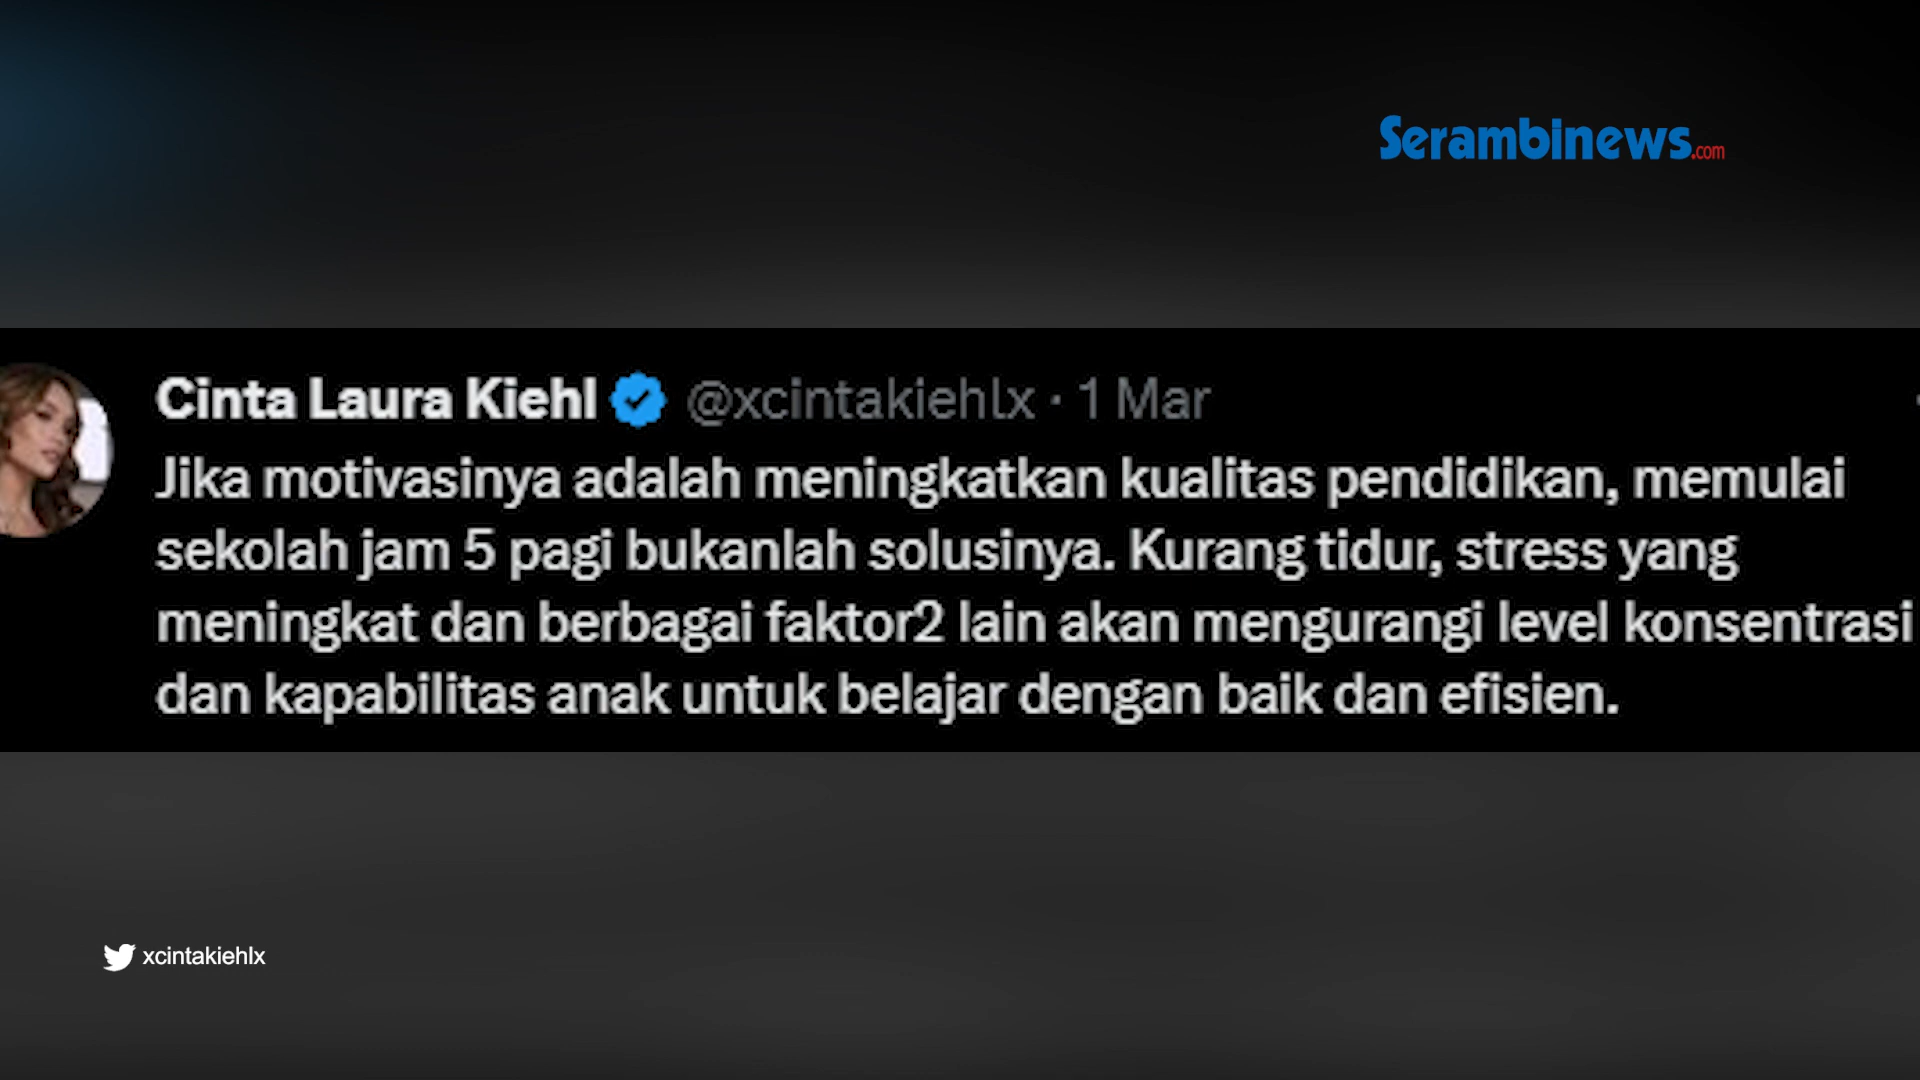 Serambinews.com
Cinta Laura Kiehl @xcintakiehlx · 1 Mar
Jika motivasinya adalah meningkatkan kualitas pendidikan, memulai
sekolah jam 5 pagi bukanlah solusinya. Kurang tidur, stress yang
meningkat dan berbagai faktor2 lain akan mengurangi level konsentrasi
dan kapabilitas anak untuk belajar dengan baik dan efisien.
xcintakiehlx